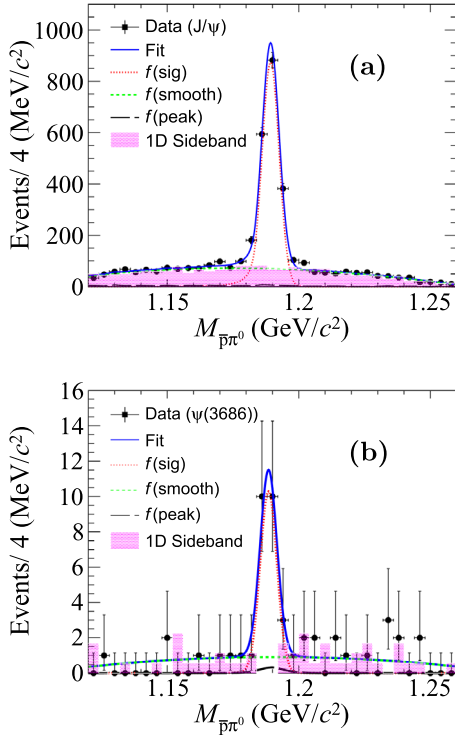 1000
800
600
400
200
0
Events/ 4 (MeV/c²)
Data (J/ψ)
Fit
f(sig)
f(smooth)
f(peak)
1D Sideband
(a)
1.15 1.2 1.25
M_p̅π⁰ (GeV/c²)
16
14
12
10
8
6
4
2
0
Events/ 4 (MeV/c²)
Data (ψ(3686))
Fit
f(sig)
f(smooth)
f(peak)
1D Sideband
(b)
1.15 1.2 1.25
M_p̅π⁰ (GeV/c²)